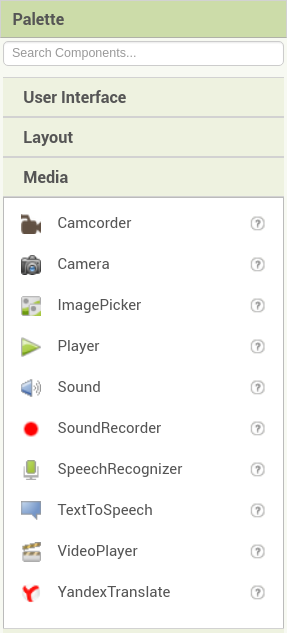 Palette
Search Components...
User Interface
Layout
Media
Camcorder ?
Camera ?
ImagePicker ?
Player ?
Sound ?
SoundRecorder ?
SpeechRecognizer ?
TextToSpeech ?
VideoPlayer ?
YandexTranslate ?